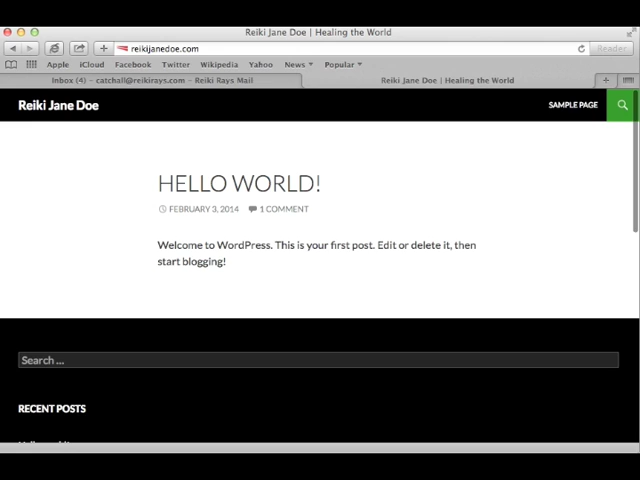 Reiki Jane Doe | Healing the World
reikijanedoe.com
Reader
Apple iCloud Facebook Twitter Wikipedia Yahoo News Popular
Inbox (4) – catchall@reikirays.com – Reiki Rays Mail
Reiki Jane Doe | Healing the World
Reiki Jane Doe
SAMPLE PAGE
HELLO WORLD!
FEBRUARY 3, 2014 1 COMMENT
Welcome to WordPress. This is your first post. Edit or delete it, then
start blogging!
Search ...
RECENT POSTS